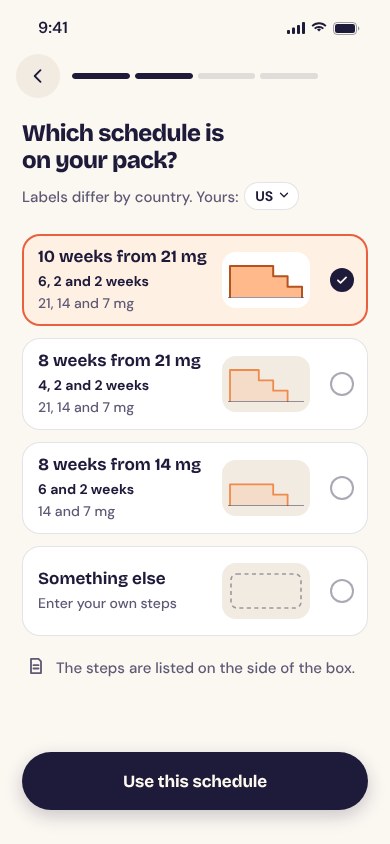 9:41
Which schedule is
on your pack?
Labels differ by country. Yours: US
10 weeks from 21 mg
6, 2 and 2 weeks
21, 14 and 7 mg
8 weeks from 21 mg
4, 2 and 2 weeks
21, 14 and 7 mg
8 weeks from 14 mg
6 and 2 weeks
14 and 7 mg
Something else
Enter your own steps
The steps are listed on the side of the box.
Use this schedule